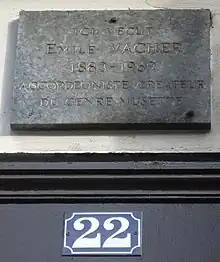 ICI VECUT
EMILE VACHER
1883-1969
ACCORDEONISTE CREATEUR
DU GENRE MUSETTE
22